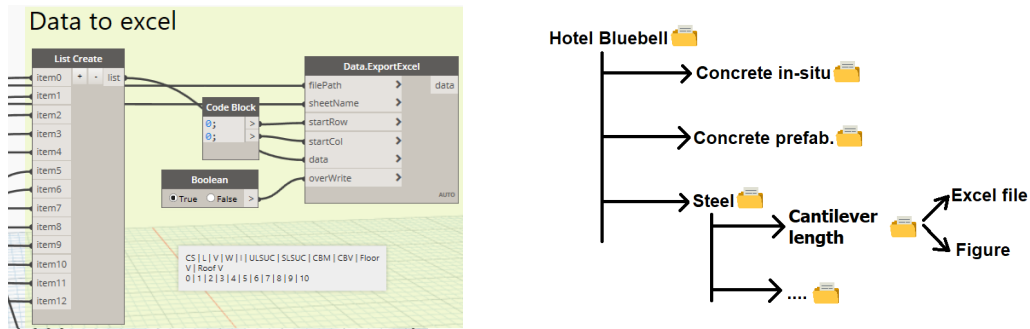 Data to excel
List Create
item0 + - list
item1
item2
item3
item4
item5
item6
item7
item8
item9
item10
item11
item12
Code Block
0; >
0; >
Boolean
True False >
Data.ExportExcel
filePath > data
sheetName >
startRow >
startCol >
data >
overWrite >
AUTO
CS | L | V | W | I | ULSUC | SLSUC | CBM | CBV | Floor
V | Roof V
0 | 1 | 2 | 3 | 4 | 5 | 6 | 7 | 8 | 9 | 10
Hotel Bluebell
Concrete in-situ
Concrete prefab.
Steel
Cantilever
length
Excel file
Figure
....